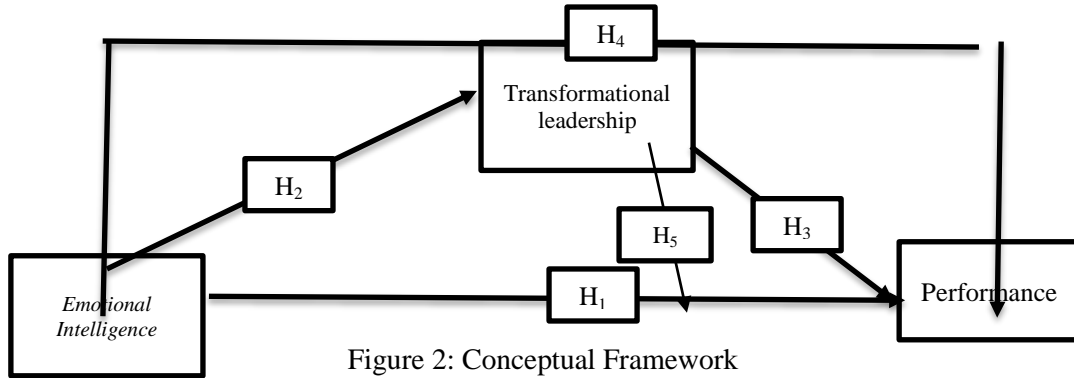 H₄
Transformational
leadership
H₂
H₅
H₃
Emotional
Intelligence
H₁
Performance
Figure 2: Conceptual Framework